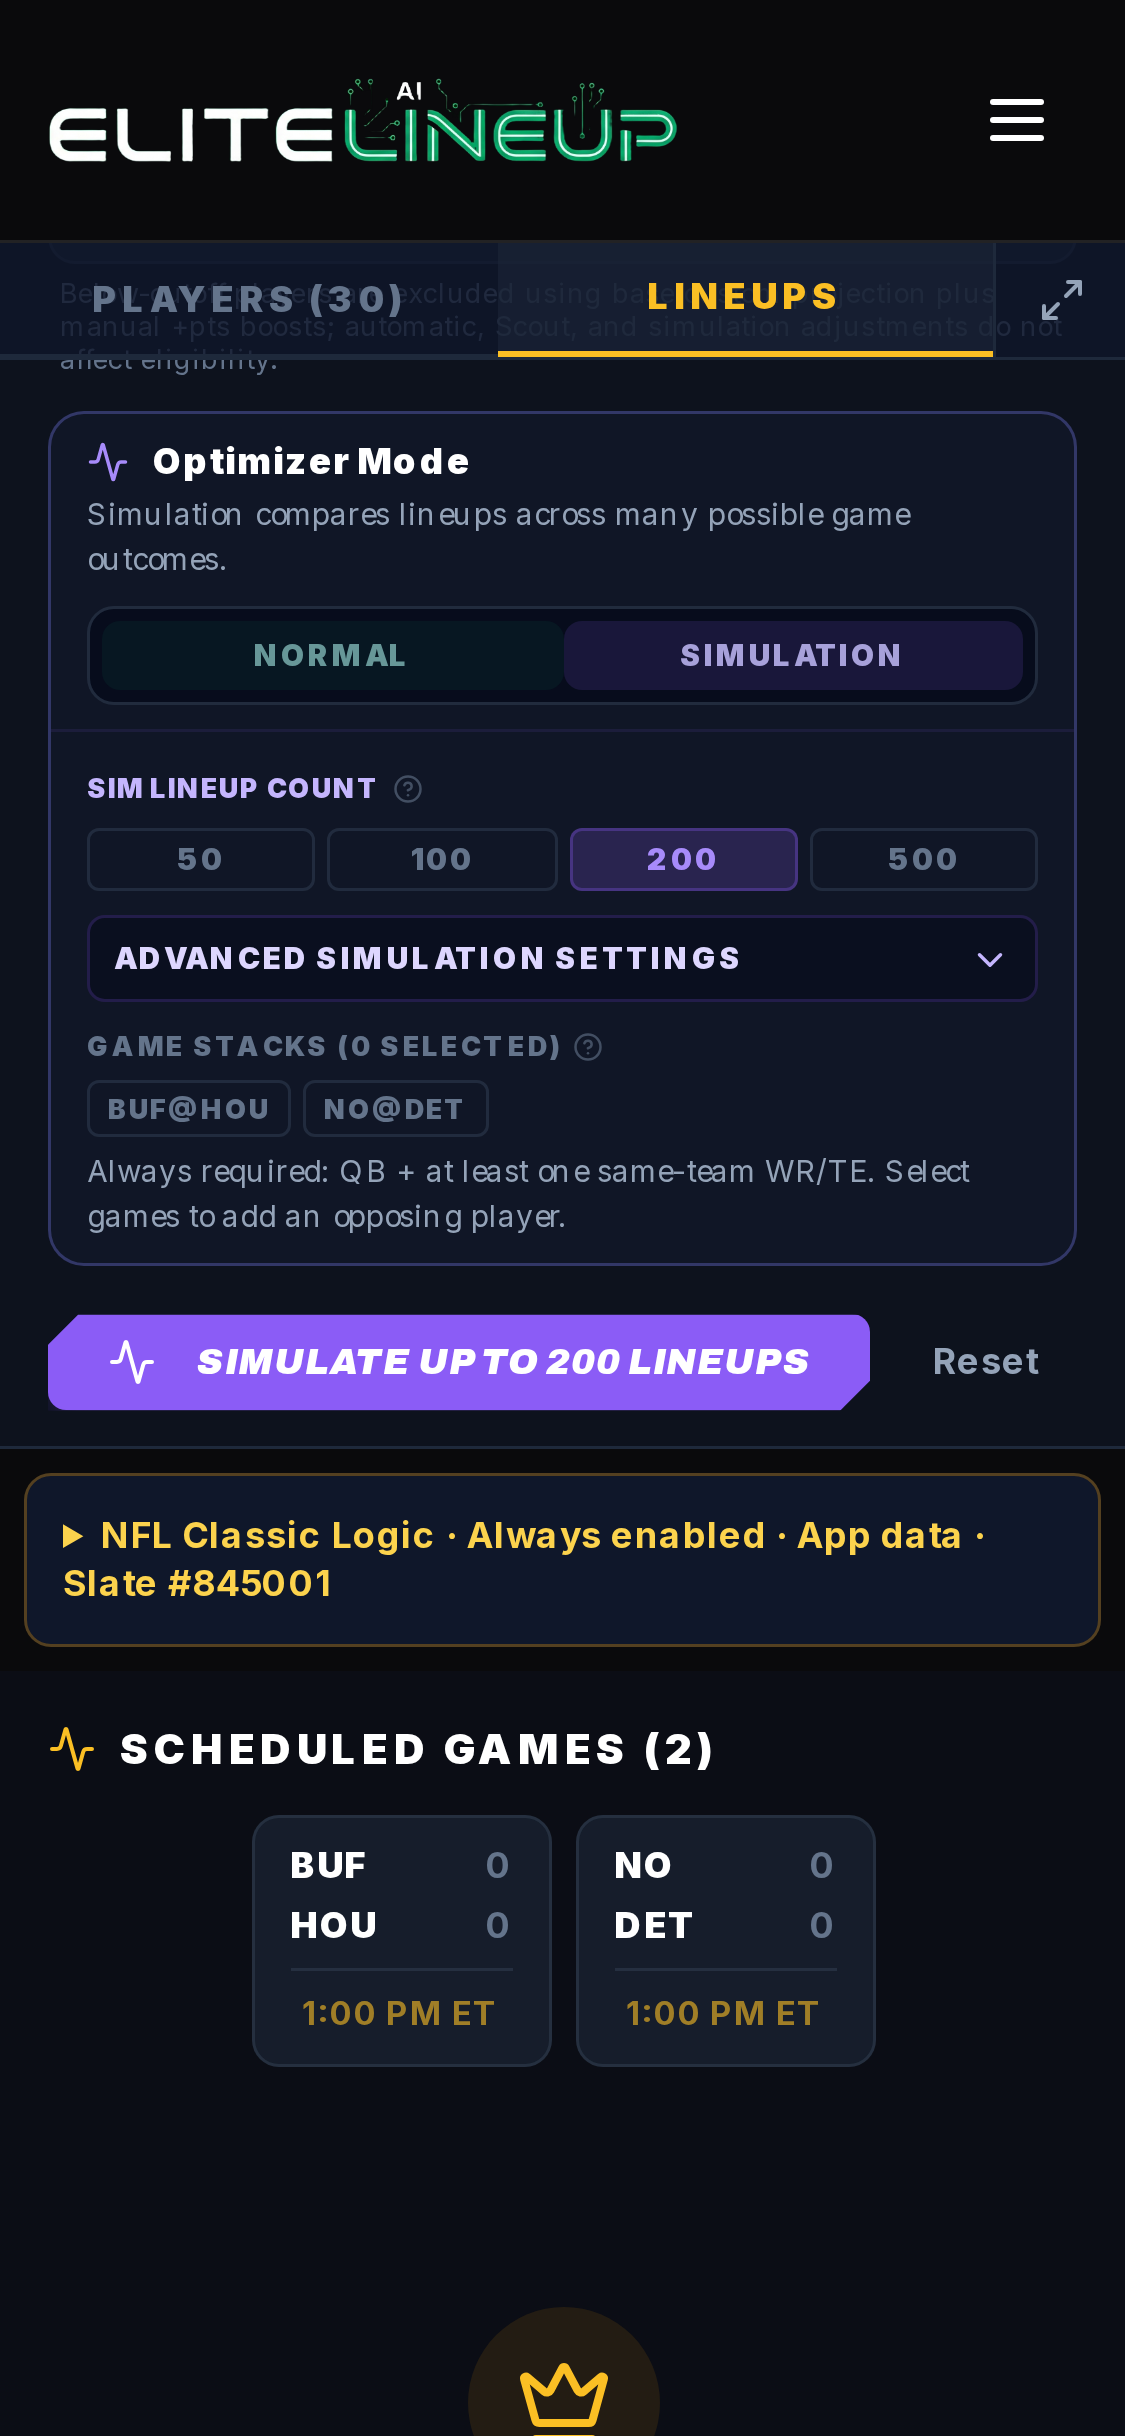 ELITE LINEUP AI
PLAYERS (30)
LINEUPS
manual +pts boosts; automatic, Scout, and simulation adjustments do not
affect eligibility.
Optimizer Mode
Simulation compares lineups across many possible game
outcomes.
NORMAL
SIMULATION
SIM LINEUP COUNT ?
50
100
200
500
ADVANCED SIMULATION SETTINGS
GAME STACKS (0 SELECTED) ?
BUF@HOU
NO@DET
Always required: QB + at least one same-team WR/TE. Select
games to add an opposing player.
SIMULATE UP TO 200 LINEUPS
Reset
▶ NFL Classic Logic · Always enabled · App data ·
Slate #845001
SCHEDULED GAMES (2)
BUF 0
HOU 0
1:00 PM ET
NO 0
DET 0
1:00 PM ET